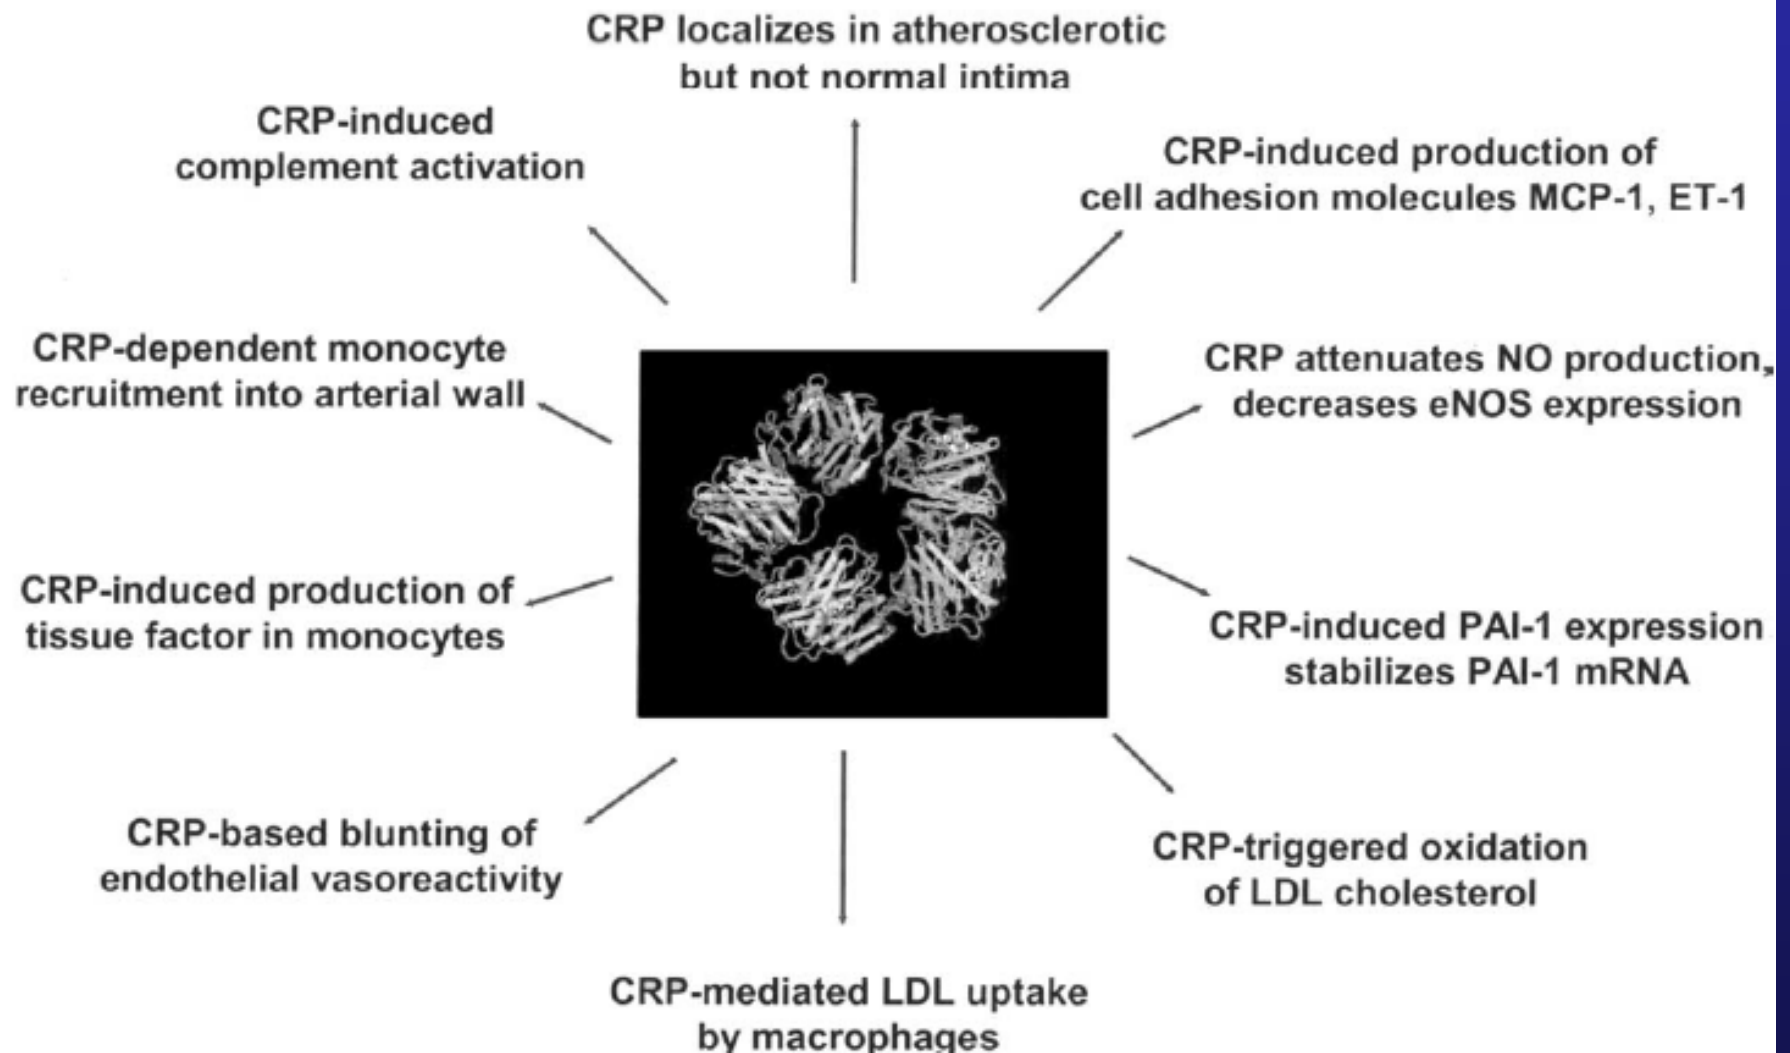 CRP localizes in atherosclerotic
but not normal intima
CRP-induced
complement activation
CRP-induced production of
cell adhesion molecules MCP-1, ET-1
CRP-dependent monocyte
recruitment into arterial wall
CRP attenuates NO production,
decreases eNOS expression
CRP-induced production of
tissue factor in monocytes
CRP-induced PAI-1 expression
stabilizes PAI-1 mRNA
CRP-based blunting of
endothelial vasoreactivity
CRP-triggered oxidation
of LDL cholesterol
CRP-mediated LDL uptake
by macrophages